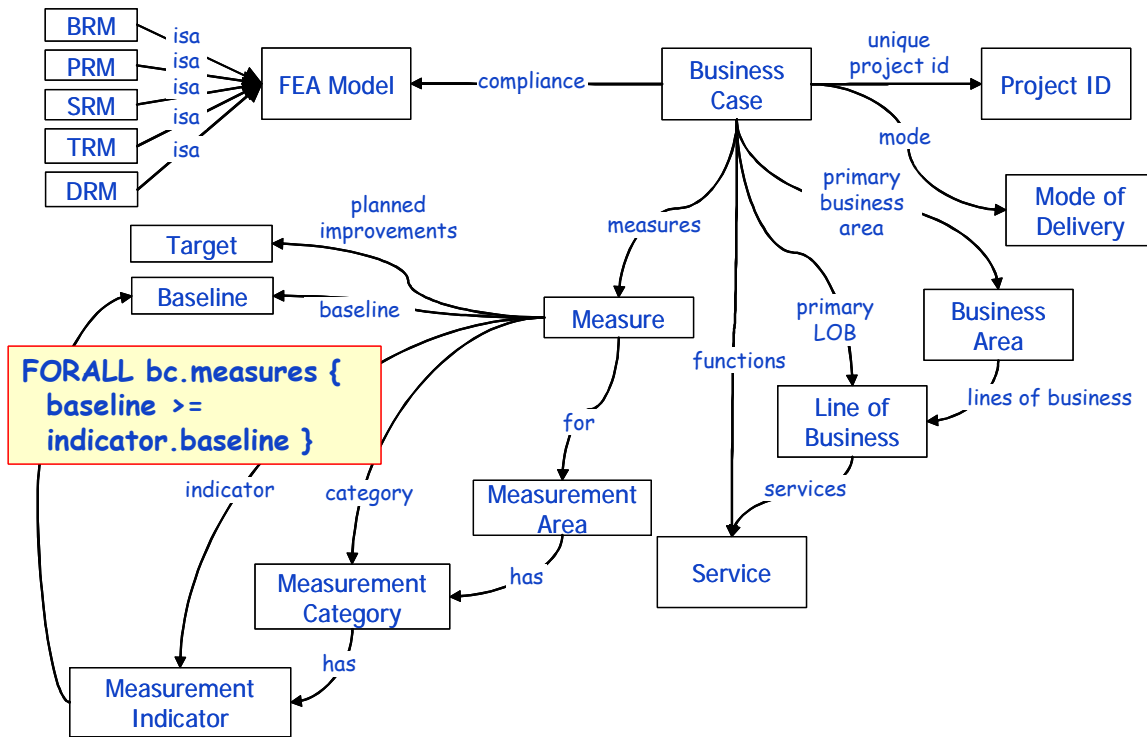 BRM
isa
PRM
isa
SRM
isa
TRM
isa
DRM
isa
FEA Model
compliance
Business
Case
unique
project id
Project ID
mode
Mode of
Delivery
primary
business
area
planned
improvements
measures
Target
Baseline
baseline
Measure
primary
LOB
Business
Area
functions
lines of business
FORALL bc.measures {
baseline >=
indicator.baseline }
for
Line of
Business
indicator
category
services
Measurement
Area
has
Service
Measurement
Category
has
Measurement
Indicator